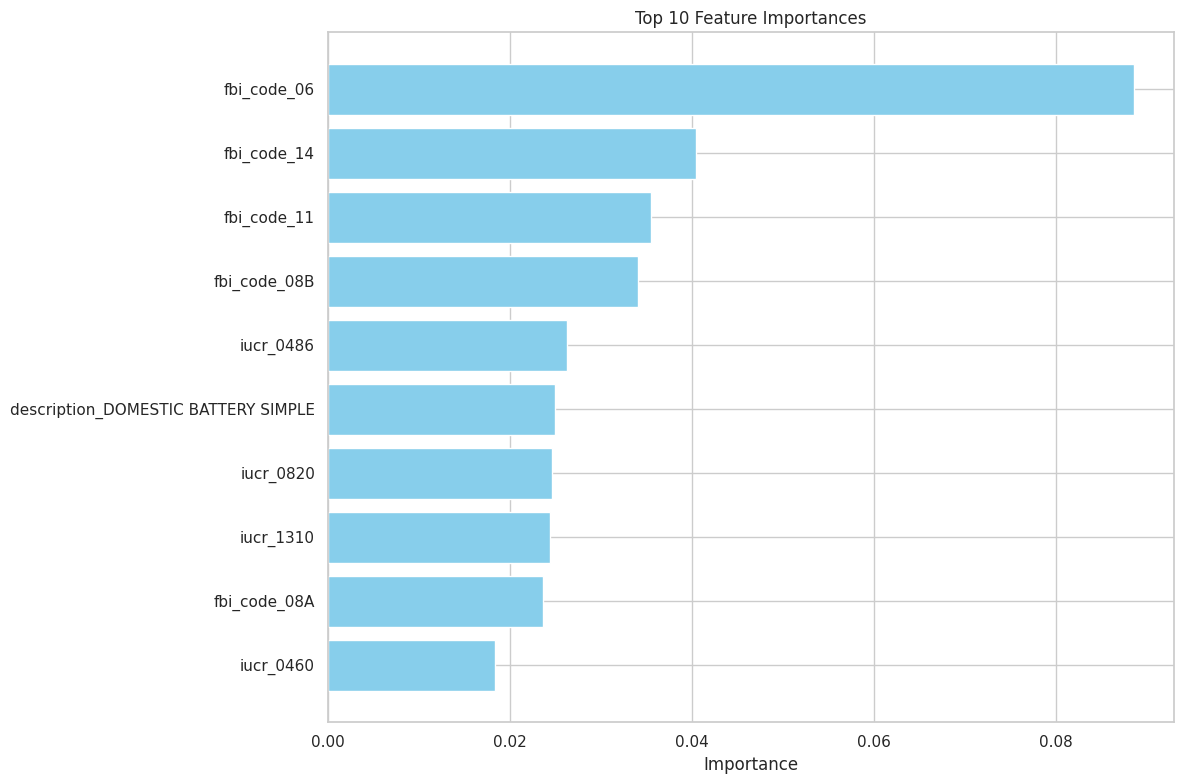 Top 10 Feature Importances
fbi_code_06
fbi_code_14
fbi_code_11
fbi_code_08B
iucr_0486
description_DOMESTIC BATTERY SIMPLE
iucr_0820
iucr_1310
fbi_code_08A
iucr_0460
0.00 0.02 0.04 0.06 0.08
Importance